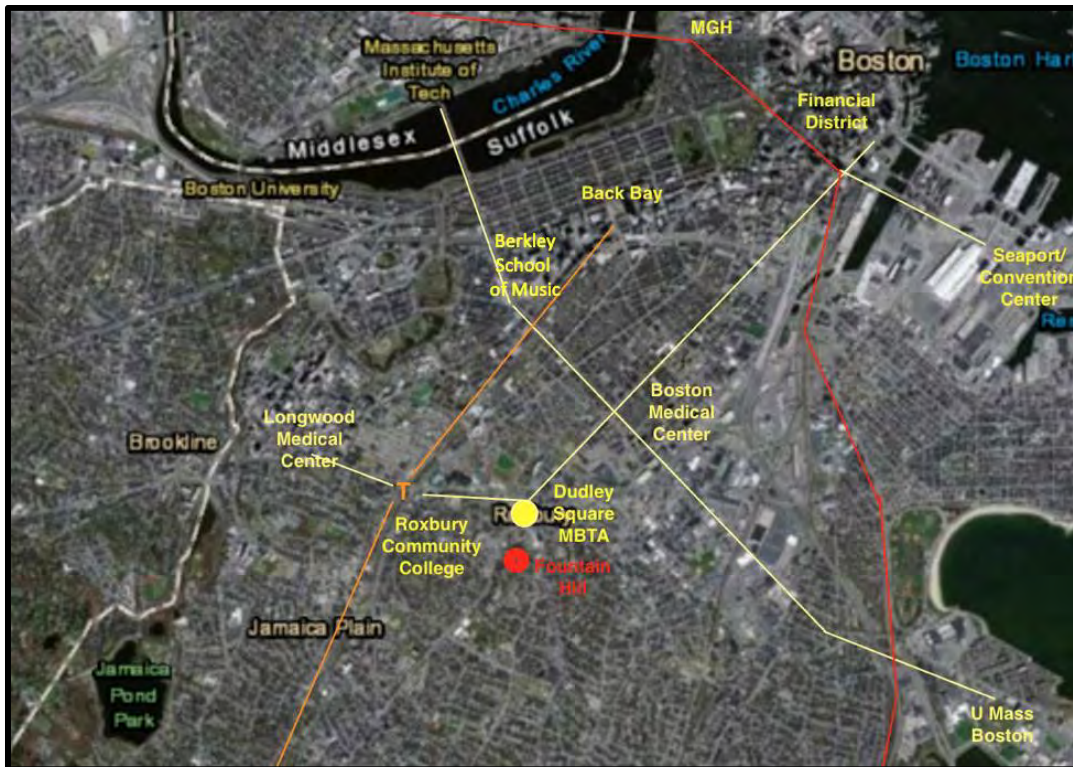 MGH
Massachusetts
Institute of
Tech
Boston
Boston Har
Charles River
Financial
District
Middlesex
Suffolk
Boston University
Back Bay
Berkley
School
of Music
Seaport/
Convention
Center
Res
Boston
Medical
Center
Longwood
Medical
Center
Brookline
T
Dudley
Square
MBTA
Roxbury
Roxbury
Community
College
Fountain
Hill
Jamaica Plain
Jamaica
Pond
Park
U Mass
Boston